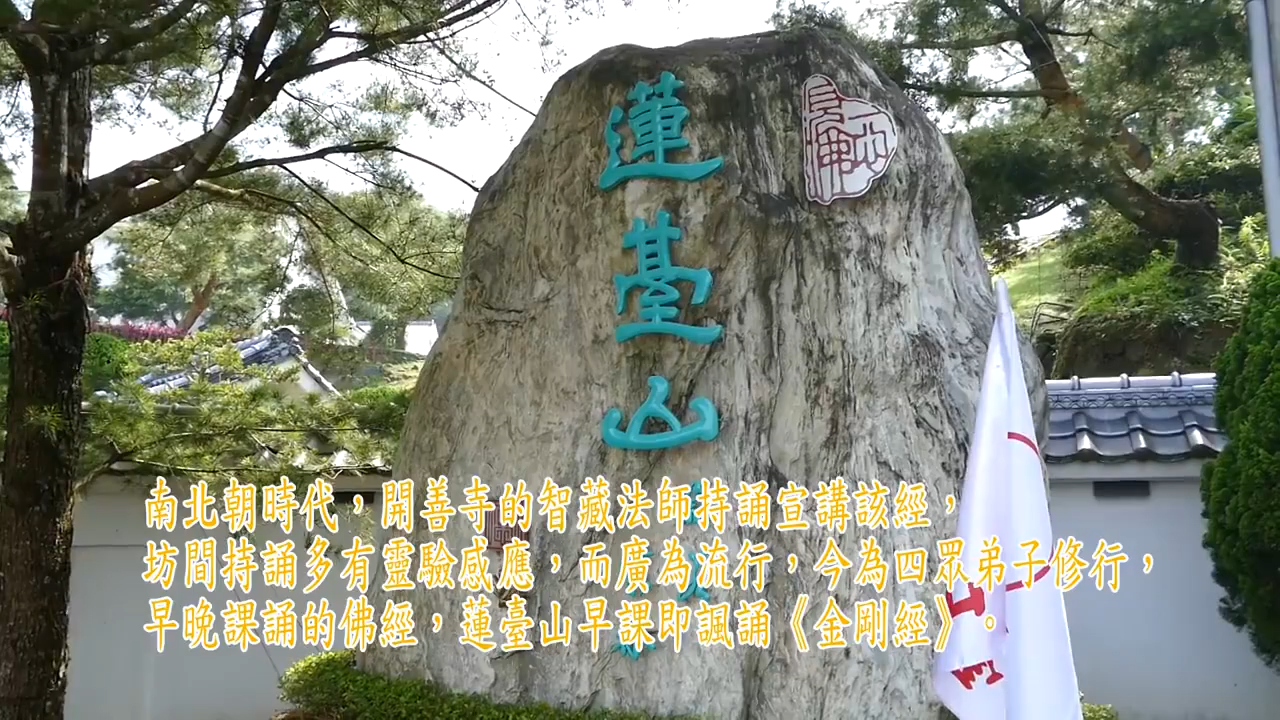 蓮
臺
山
南北朝時代，開善寺的智藏法師持誦宣講該經，
坊間持誦多有靈驗感應，而廣為流行，今為四眾弟子修行，
早晚課誦的佛經，蓮臺山早課即諷誦《金剛經》。